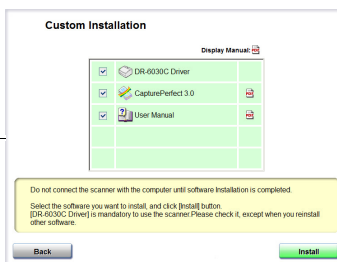 Custom Installation
Display Manual:
DR-6030C Driver
CapturePerfect 3.0
User Manual
Do not connect the scanner with the computer until software Installation is completed.
Select the software you want to install, and click [Install] button.
[DR-6030C Driver] is mandatory to use the scanner.Please check it, except when you reinstall
other software.
Back
Install